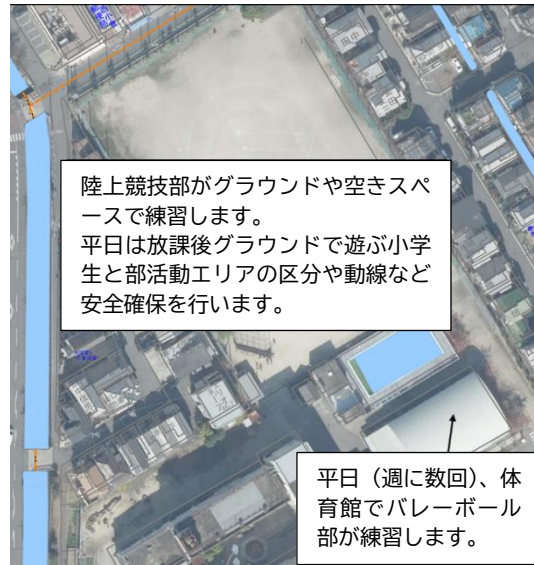 陸上競技部がグラウンドや空きスペ
ースで練習します。
平日は放課後グラウンドで遊ぶ小学
生と部活動エリアの区分や動線など
安全確保を行います。
平日（週に数回）、体
育館でバレーボール
部が練習します。